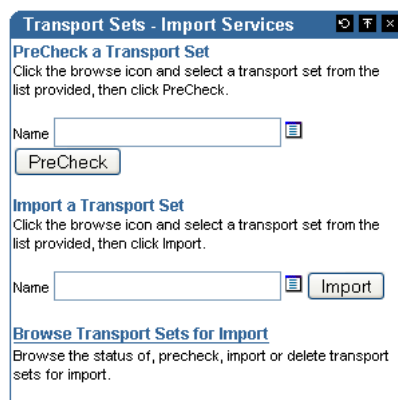 Transport Sets - Import Services
PreCheck a Transport Set
Click the browse icon and select a transport set from the
list provided, then click PreCheck.
Name
PreCheck
Import a Transport Set
Click the browse icon and select a transport set from the
list provided, then click Import.
Name
Import
Browse Transport Sets for Import
Browse the status of, precheck, import or delete transport
sets for import.